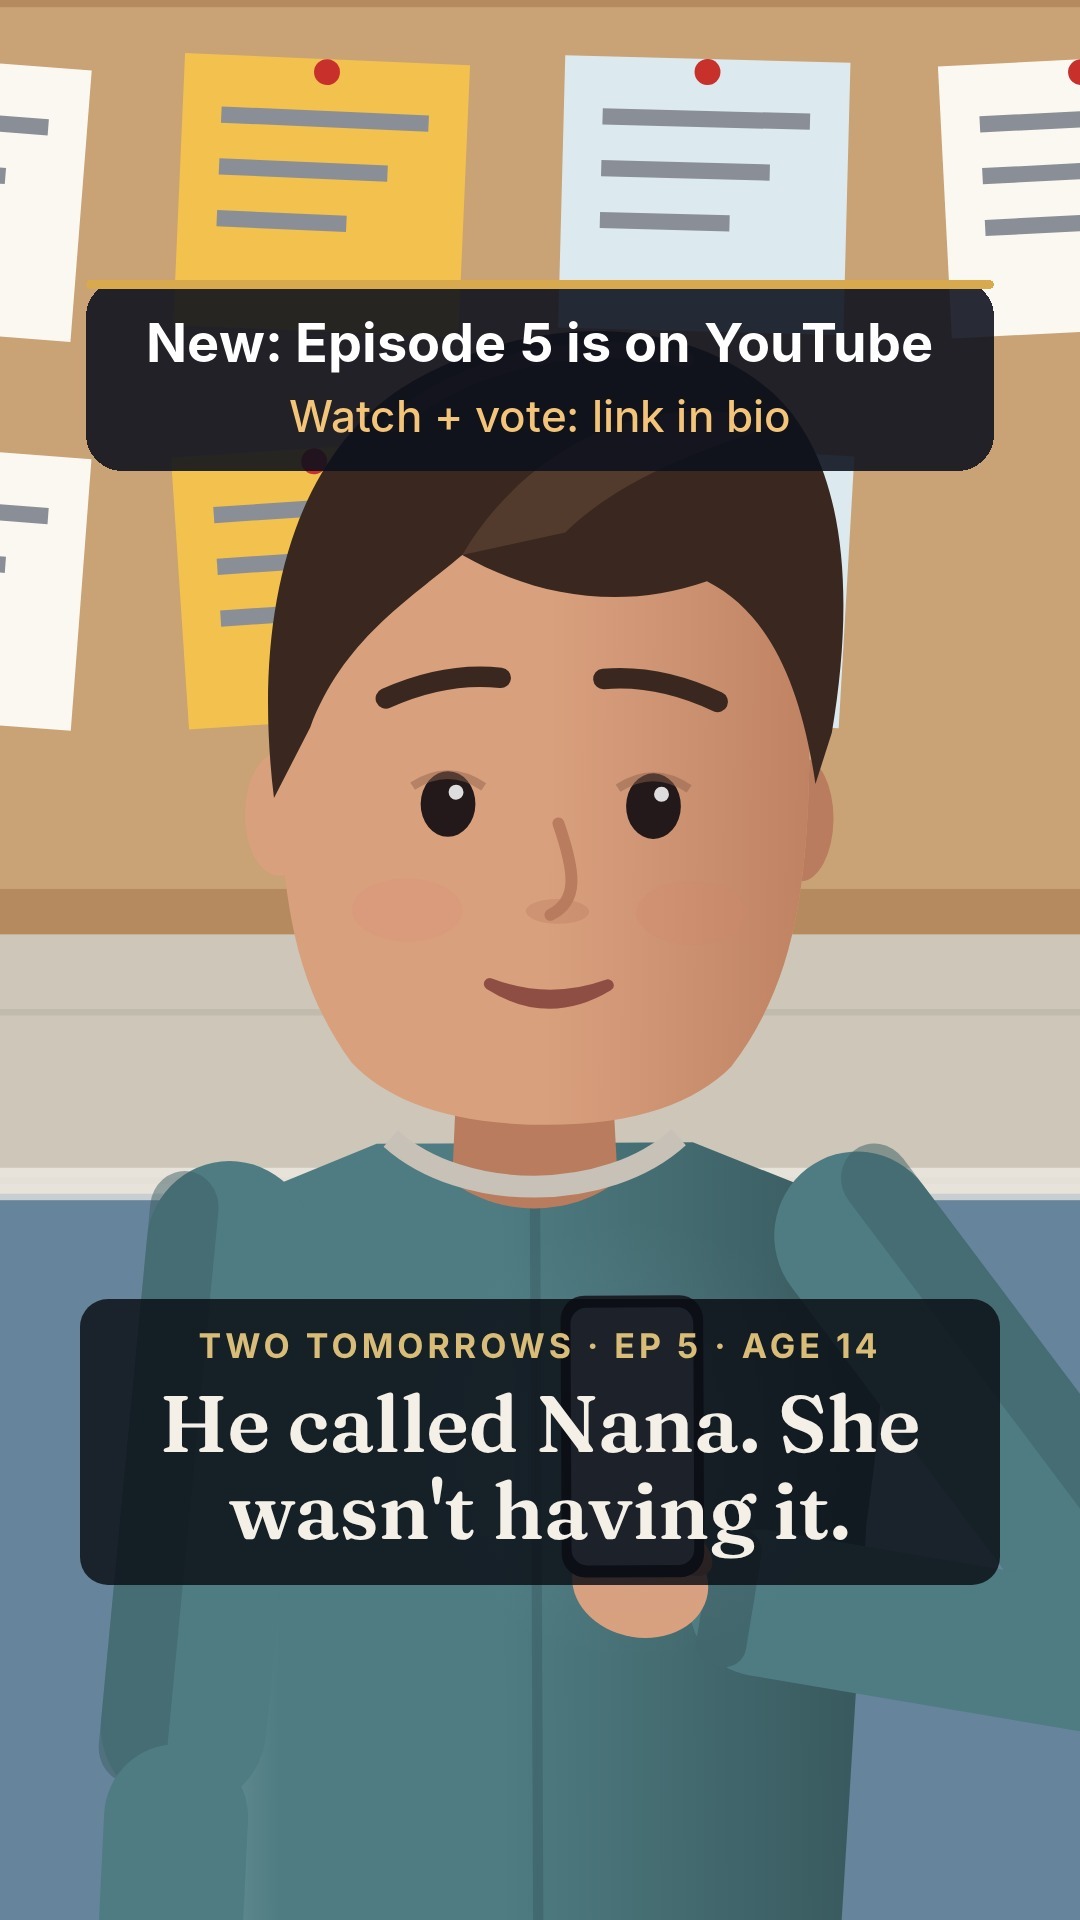 New: Episode 5 is on YouTube
Watch + vote: link in bio
TWO TOMORROWS · EP 5 · AGE 14
He called Nana. She
wasn't having it.